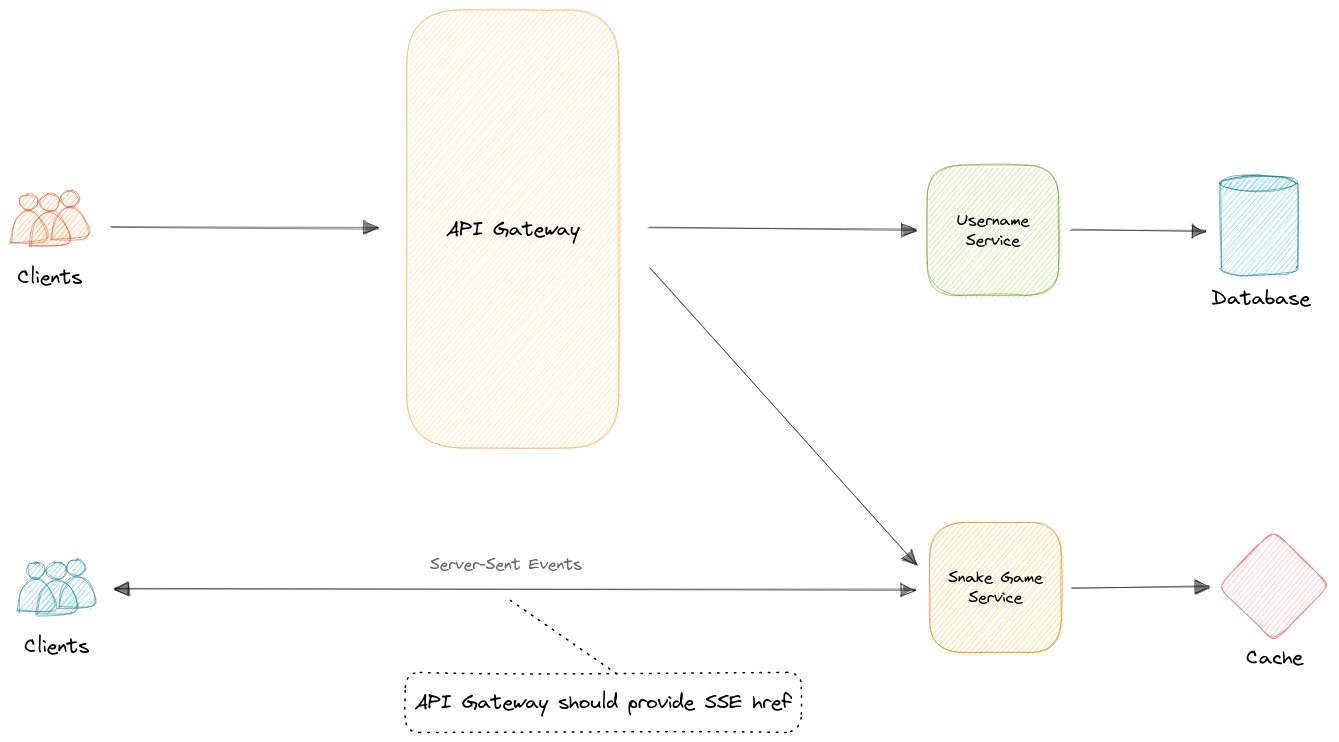 API Gateway
Username
Service
Clients
Database
Server-Sent Events
Snake Game
Service
Clients
Cache
API Gateway should provide SSE href